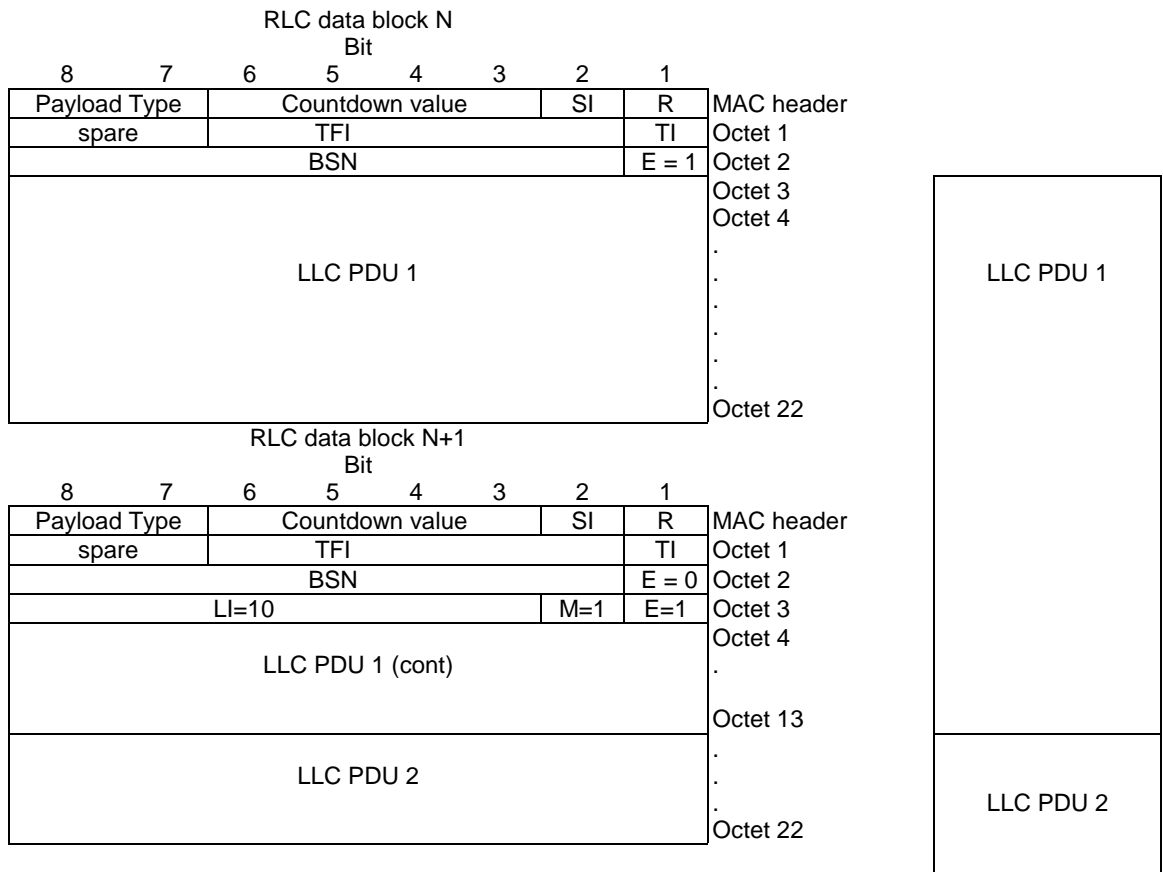 RLC data block N
Bit
8 7 6 5 4 3 2 1
Payload Type Countdown value SI R MAC header
spare TFI TI Octet 1
BSN E = 1 Octet 2
Octet 3
Octet 4
.
LLC PDU 1 . LLC PDU 1
.
.
.
.
Octet 22
RLC data block N+1
Bit
8 7 6 5 4 3 2 1
Payload Type Countdown value SI R MAC header
spare TFI TI Octet 1
BSN E = 0 Octet 2
LI=10 M=1 E=1 Octet 3
Octet 4
LLC PDU 1 (cont) .
Octet 13
.
LLC PDU 2 .
. LLC PDU 2
Octet 22